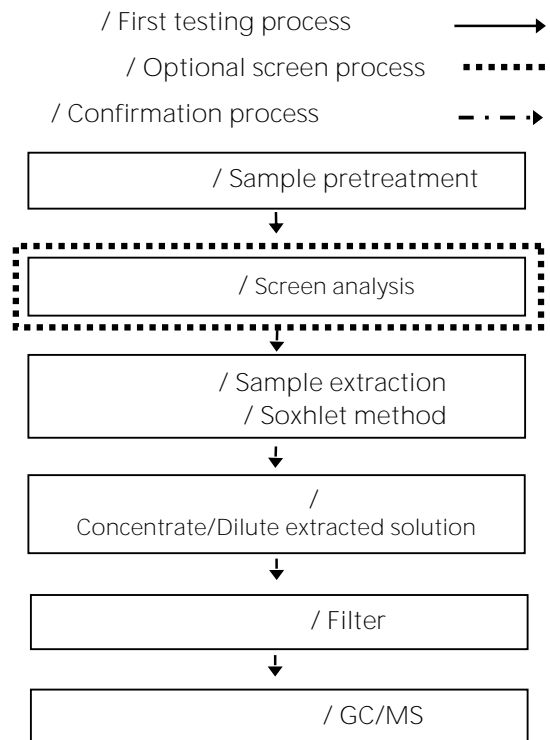 / First testing process
/ Optional screen process
/ Confirmation process
/ Sample pretreatment
/ Screen analysis
/ Sample extraction
/ Soxhlet method
/
Concentrate/Dilute extracted solution
/ Filter
/ GC/MS